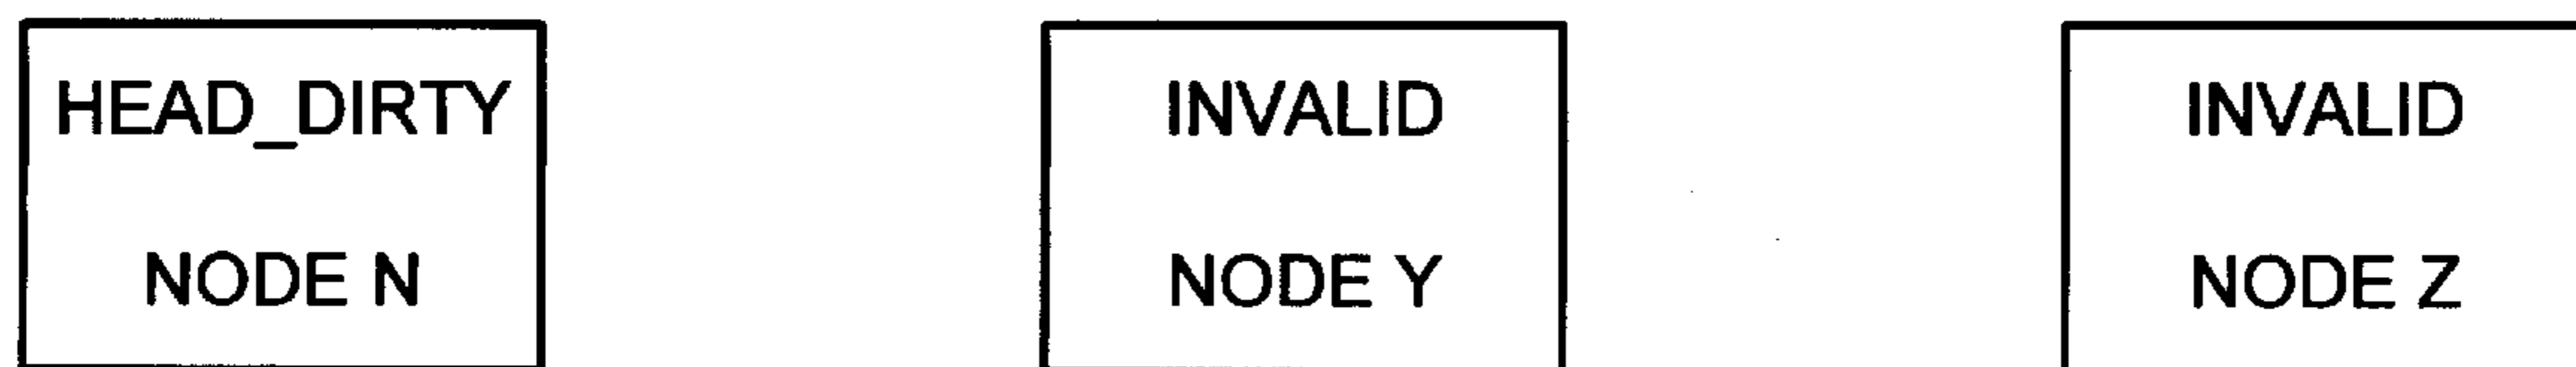 HEAD_DIRTY
NODE N
INVALID
NODE Y
INVALID
NODE Z